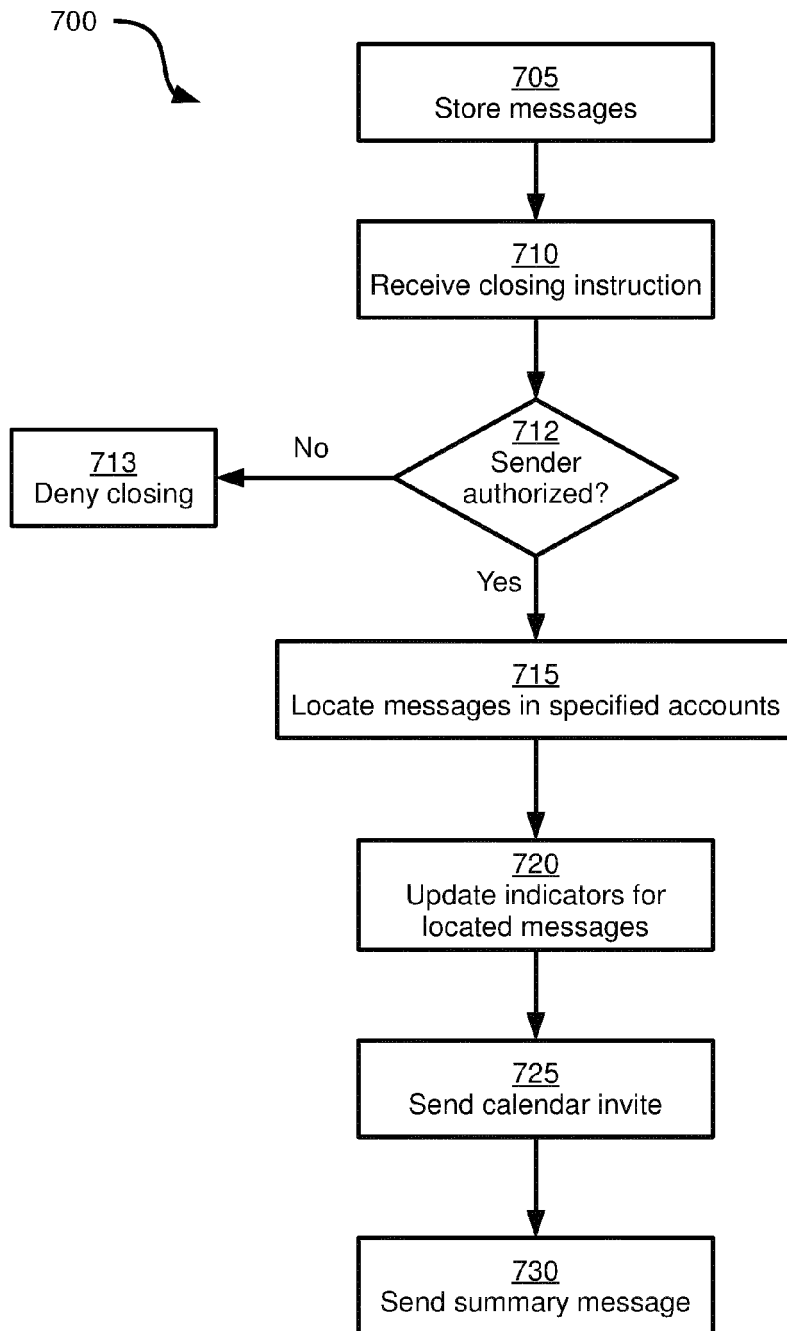 700
705
Store messages
710
Receive closing instruction
712
Sender
authorized?
No
713
Deny closing
Yes
715
Locate messages in specified accounts
720
Update indicators for
located messages
725
Send calendar invite
730
Send summary message